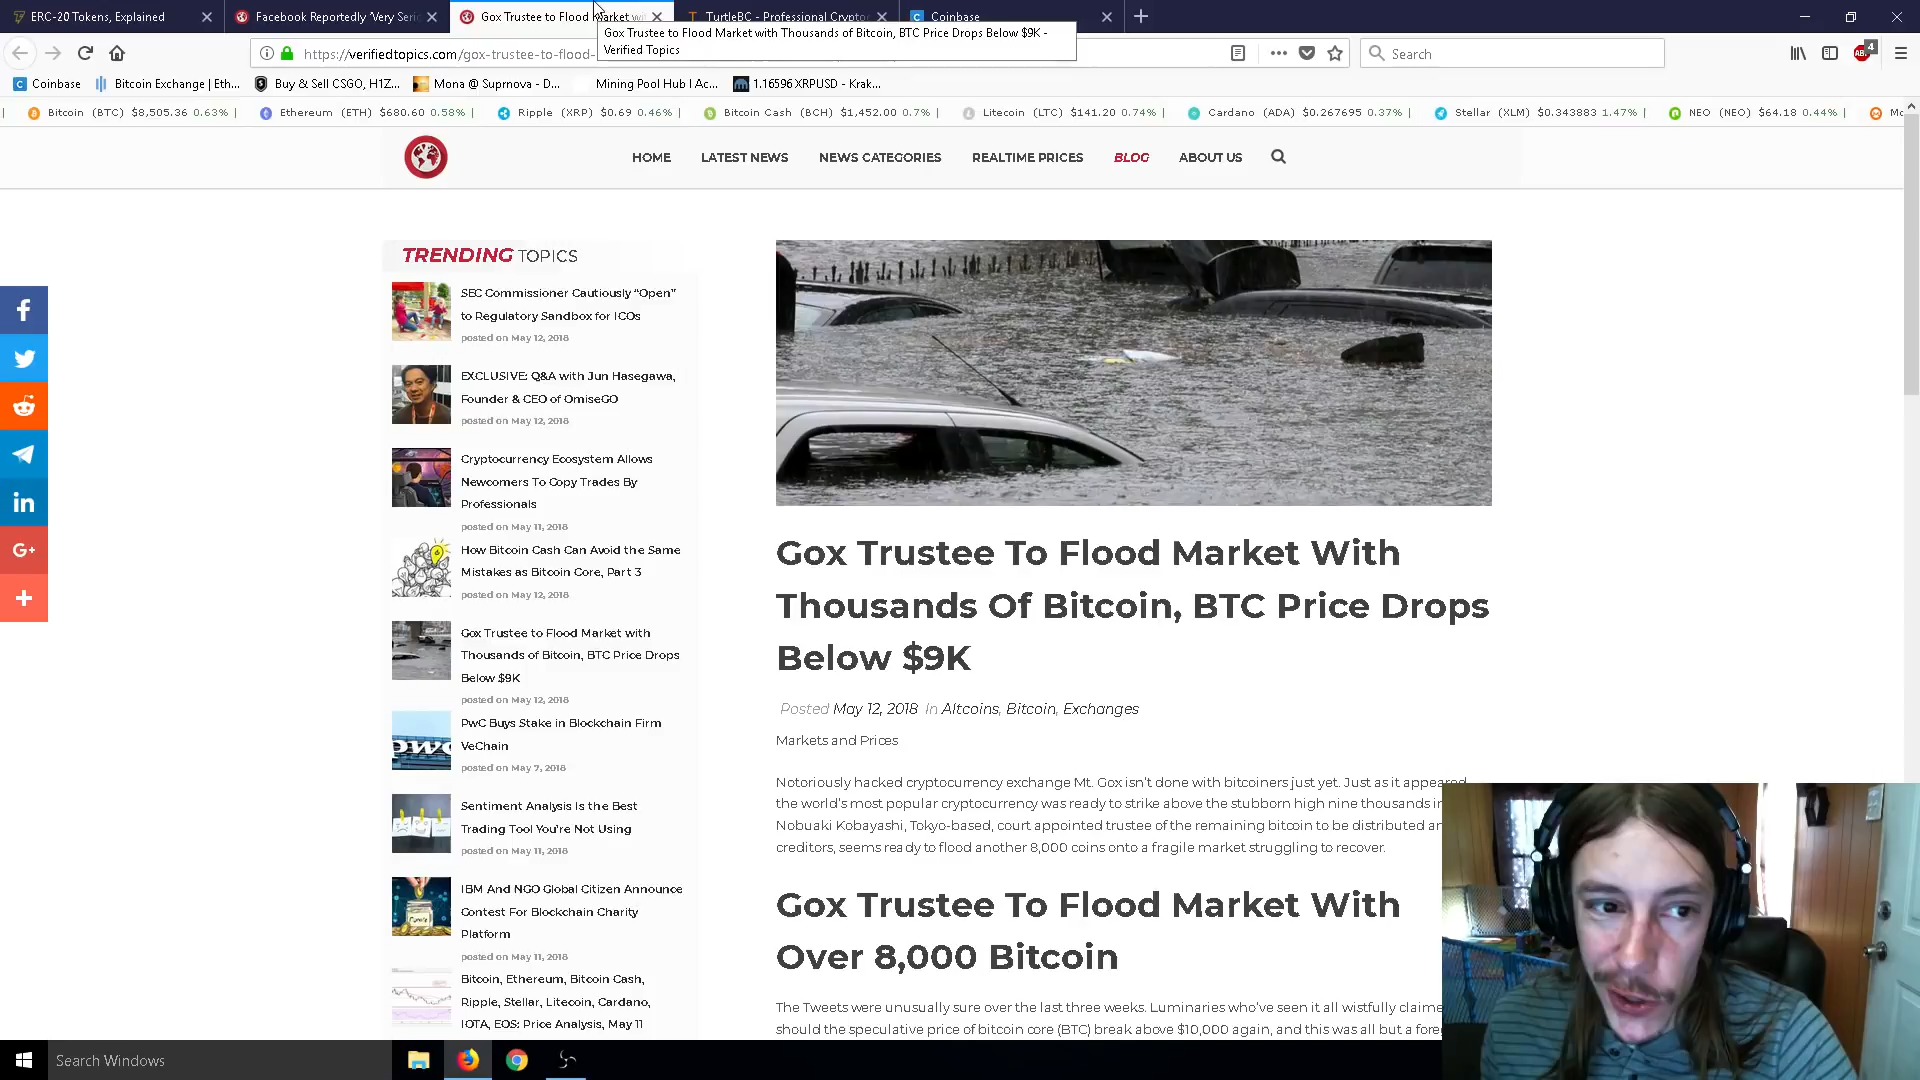 ERC-20 Tokens, Explained
Facebook Reportedly 'Very Seri
Gox Trustee to Flood Market wi
TurtleBC - Professional Cryptor
Coinbase
Gox Trustee to Flood Market with Thousands of Bitcoin, BTC Price Drops Below $9K -
Verified Topics
https://verifiedtopics.com/gox-trustee-to-flood-
Search
4
Coinbase
Bitcoin Exchange | Eth...
Buy & Sell CSGO, H1Z...
Mona @ Suprnova - D...
Mining Pool Hub | Ac...
1.16596 XRPUSD - Krak...
Bitcoin (BTC) $8,505.36 0.63% |
Ethereum (ETH) $680.60 0.58% |
Ripple (XRP) $0.69 0.46% |
Bitcoin Cash (BCH) $1,452.00 0.7% |
Litecoin (LTC) $141.20 0.74% |
Cardano (ADA) $0.267695 0.37% |
Stellar (XLM) $0.343883 1.47% |
NEO (NEO) $64.18 0.44% |
HOME
LATEST NEWS
NEWS CATEGORIES
REALTIME PRICES
BLOG
ABOUT US
TRENDING TOPICS
SEC Commissioner Cautiously “Open”
to Regulatory Sandbox for ICOs
posted on May 12, 2018
EXCLUSIVE: Q&A with Jun Hasegawa,
Founder & CEO of OmiseGO
posted on May 12, 2018
Cryptocurrency Ecosystem Allows
Newcomers To Copy Trades By
Professionals
posted on May 11, 2018
How Bitcoin Cash Can Avoid the Same
Mistakes as Bitcoin Core, Part 3
posted on May 12, 2018
Gox Trustee to Flood Market with
Thousands of Bitcoin, BTC Price Drops
Below $9K
posted on May 12, 2018
PwC Buys Stake in Blockchain Firm
VeChain
posted on May 7, 2018
Sentiment Analysis Is the Best
Trading Tool You're Not Using
posted on May 11, 2018
IBM And NGO Global Citizen Announce
Contest For Blockchain Charity
Platform
posted on May 11, 2018
Bitcoin, Ethereum, Bitcoin Cash,
Ripple, Stellar, Litecoin, Cardano,
IOTA, EOS: Price Analysis, May 11
Gox Trustee To Flood Market With
Thousands Of Bitcoin, BTC Price Drops
Below $9K
Posted May 12, 2018 In Altcoins, Bitcoin, Exchanges
Markets and Prices
Notoriously hacked cryptocurrency exchange Mt. Gox isn't done with bitcoiners just yet. Just as it appeared
the world's most popular cryptocurrency was ready to strike above the stubborn high nine thousands in
Nobuaki Kobayashi, Tokyo-based, court appointed trustee of the remaining bitcoin to be distributed
creditors, seems ready to flood another 8,000 coins onto a fragile market struggling to recover.
Gox Trustee To Flood Market With
Over 8,000 Bitcoin
The Tweets were unusually sure over the last three weeks. Luminaries who've seen it all wistfully claime
should the speculative price of bitcoin core (BTC) break above $10,000 again, and this was all but a fore
Search Windows